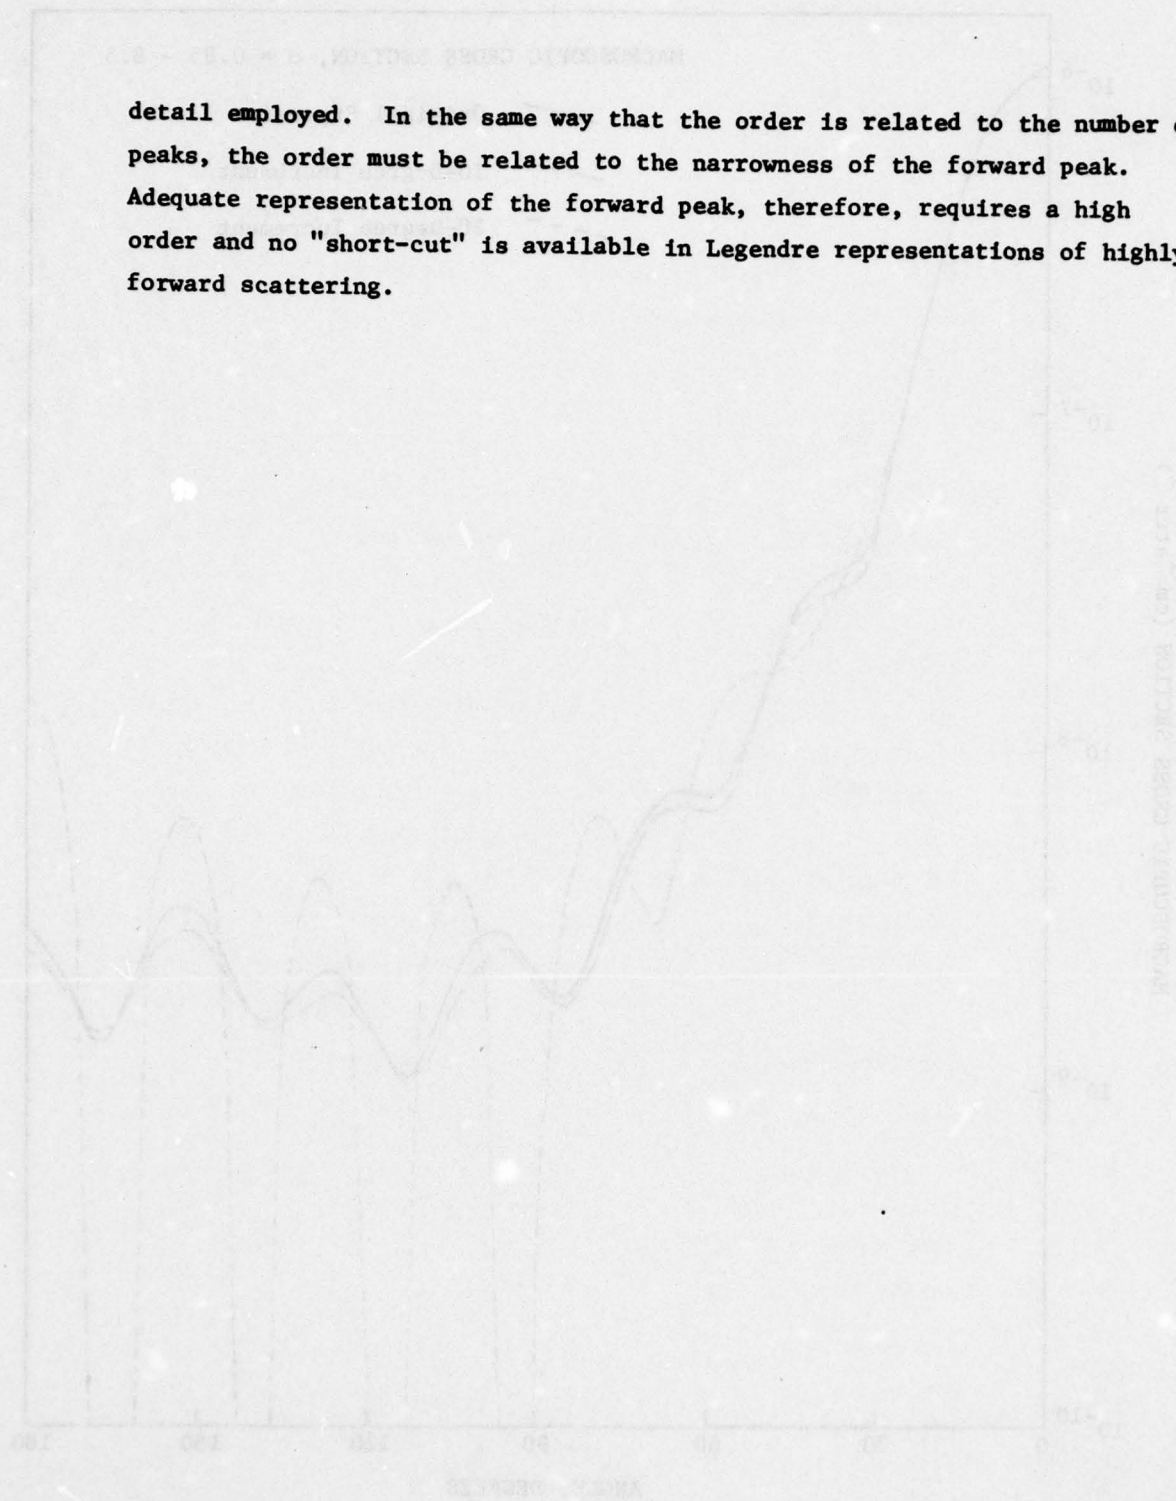 detail employed. In the same way that the order is related to the number
peaks, the order must be related to the narrowness of the forward peak.
Adequate representation of the forward peak, therefore, requires a high
order and no "short-cut" is available in Legendre representations of highly
forward scattering.